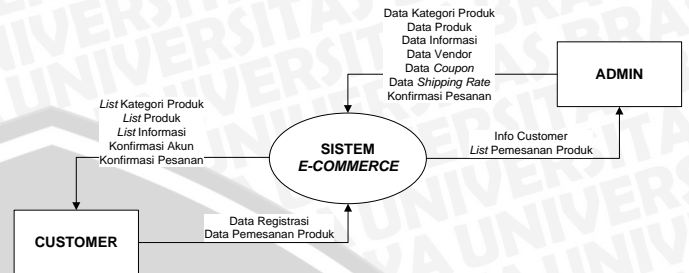 Data Kategori Produk
Data Produk
Data Informasi
Data Vendor
Data Coupon
Data Shipping Rate
Konfirmasi Pesanan
ADMIN
List Kategori Produk
List Produk
List Informasi
Konfirmasi Akun
Konfirmasi Pesanan
SISTEM
E-COMMERCE
Info Customer
List Pemesanan Produk
CUSTOMER
Data Registrasi
Data Pemesanan Produk